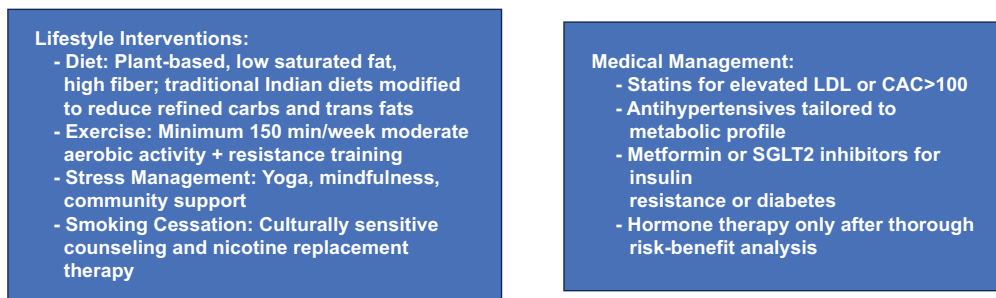 Lifestyle Interventions:
- Diet: Plant-based, low saturated fat,
high fiber; traditional Indian diets modified
to reduce refined carbs and trans fats
- Exercise: Minimum 150 min/week moderate
aerobic activity + resistance training
- Stress Management: Yoga, mindfulness,
community support
- Smoking Cessation: Culturally sensitive
counseling and nicotine replacement
therapy
Medical Management:
- Statins for elevated LDL or CAC>100
- Antihypertensives tailored to
metabolic profile
- Metformin or SGLT2 inhibitors for
insulin
resistance or diabetes
- Hormone therapy only after thorough
risk-benefit analysis